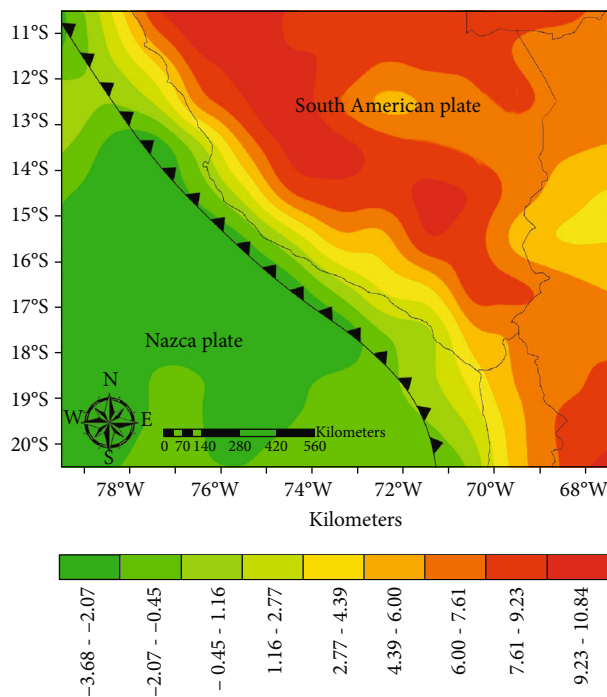 11°S
12°S
13°S
14°S
15°S
16°S
17°S
18°S
19°S
20°S
South American plate
Nazca plate
N
W E
S
Kilometers
0 70 140 280 420 560
78°W 76°W 74°W 72°W 70°W 68°W
Kilometers
−3.68 - −2.07
−2.07 - −0.45
−0.45 - 1.16
1.16 - 2.77
2.77 - 4.39
4.39 - 6.00
6.00 - 7.61
7.61 - 9.23
9.23 - 10.84